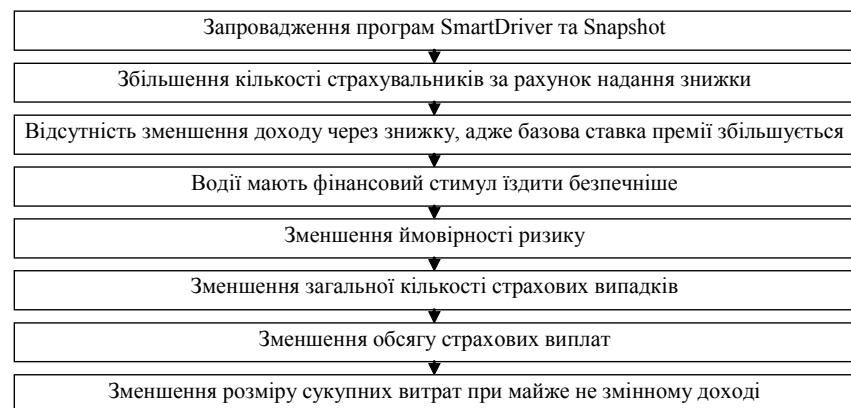 Запровадження програм SmartDriver та Snapshot
Збільшення кількості страхувальників за рахунок надання знижки
Відсутність зменшення доходу через знижку, адже базова ставка премії збільшується
Водії мають фінансовий стимул їздити безпечніше
Зменшення ймовірності ризику
Зменшення загальної кількості страхових випадків
Зменшення обсягу страхових виплат
Зменшення розміру сукупних витрат при майже не змінному доході